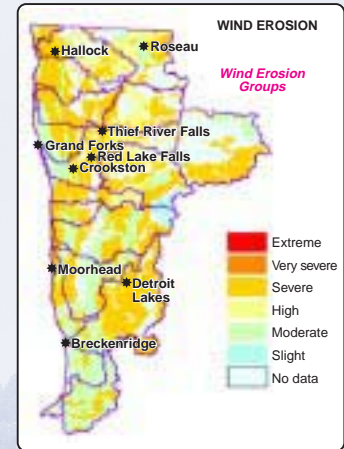 WIND EROSION
Hallock
Roseau
Wind Erosion
Groups
Thief River Falls
Grand Forks
Red Lake Falls
Crookston
Moorhead
Detroit
Lakes
Breckenridge
Extreme
Very severe
Severe
High
Moderate
Slight
No data